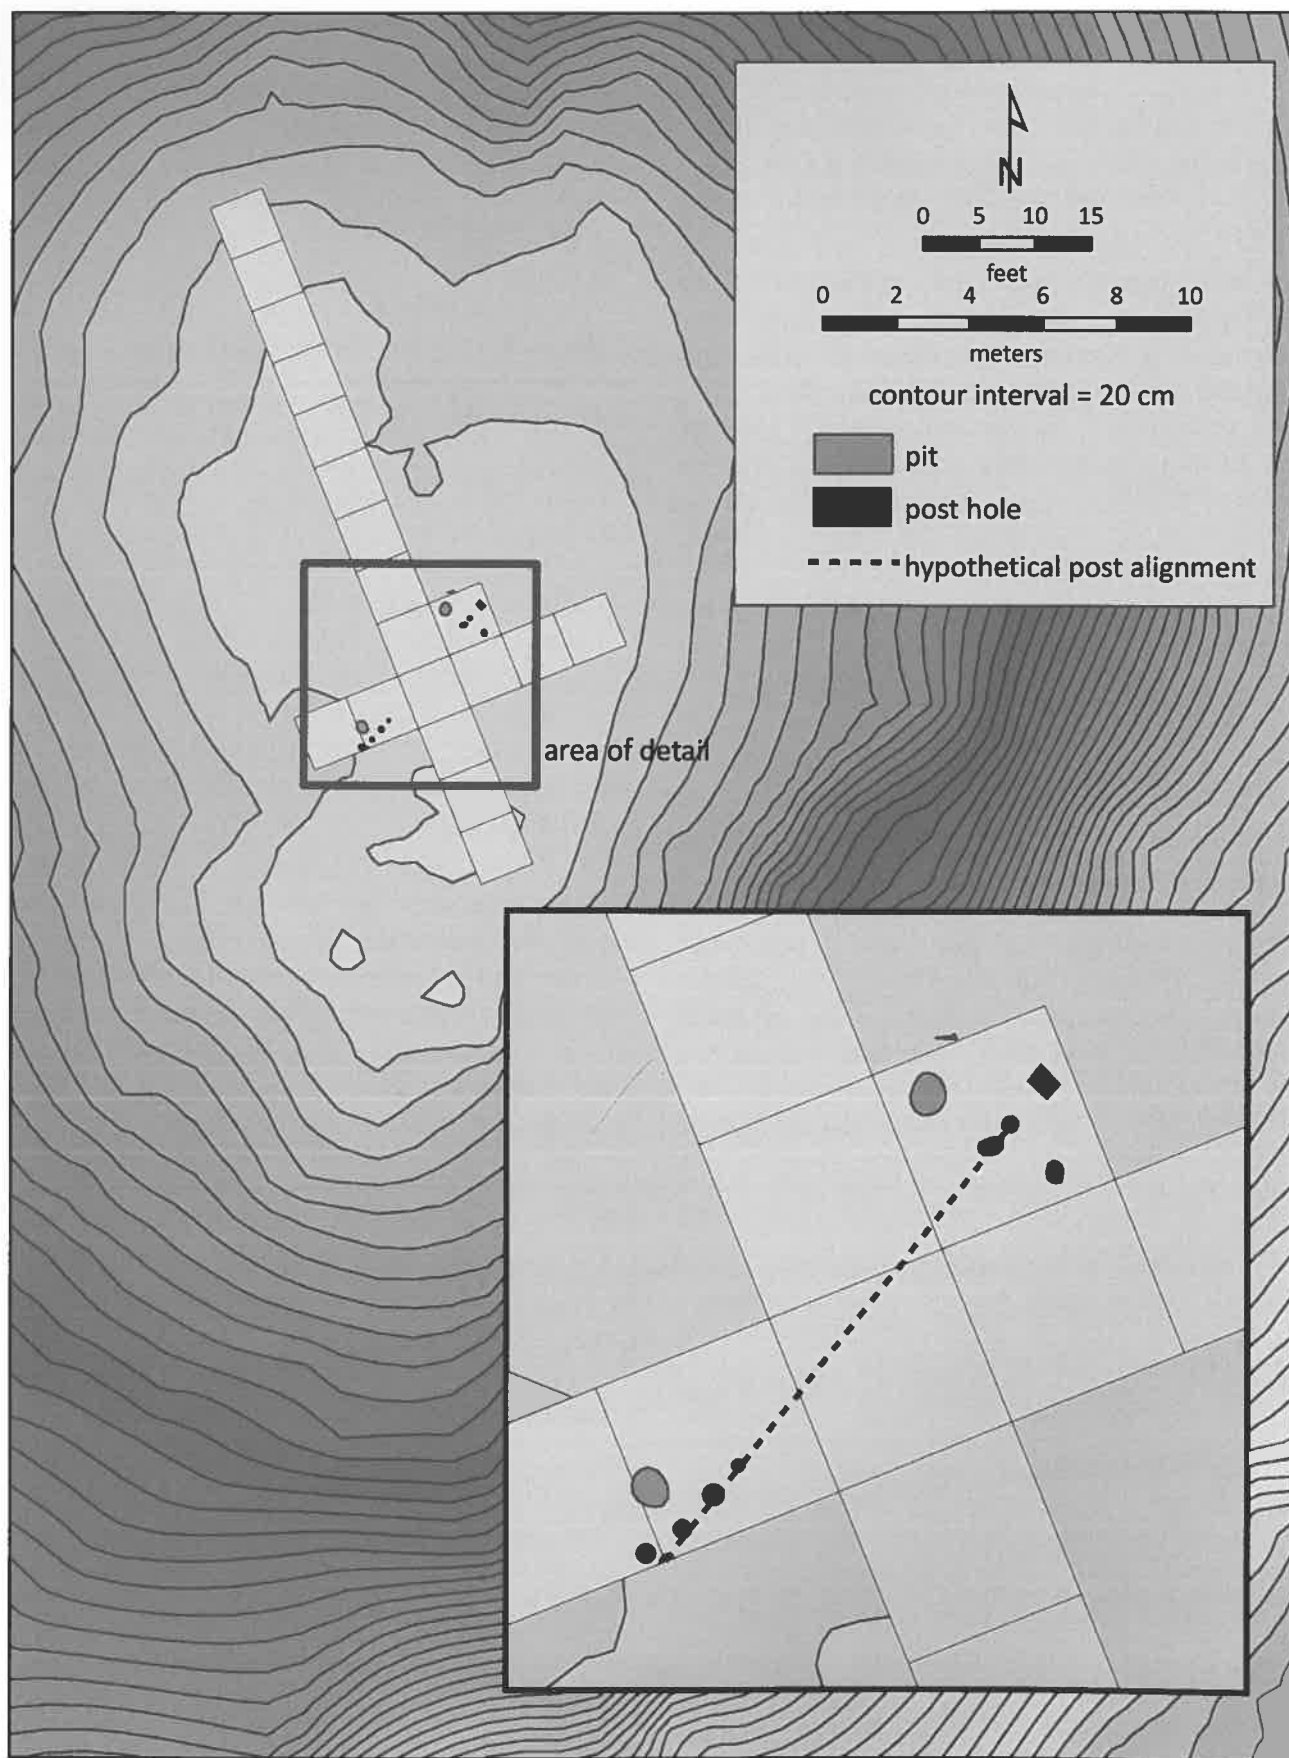 N
0 5 10 15
feet
0 2 4 6 8 10
meters
contour interval = 20 cm
pit
post hole
hypothetical post alignment
area of detail